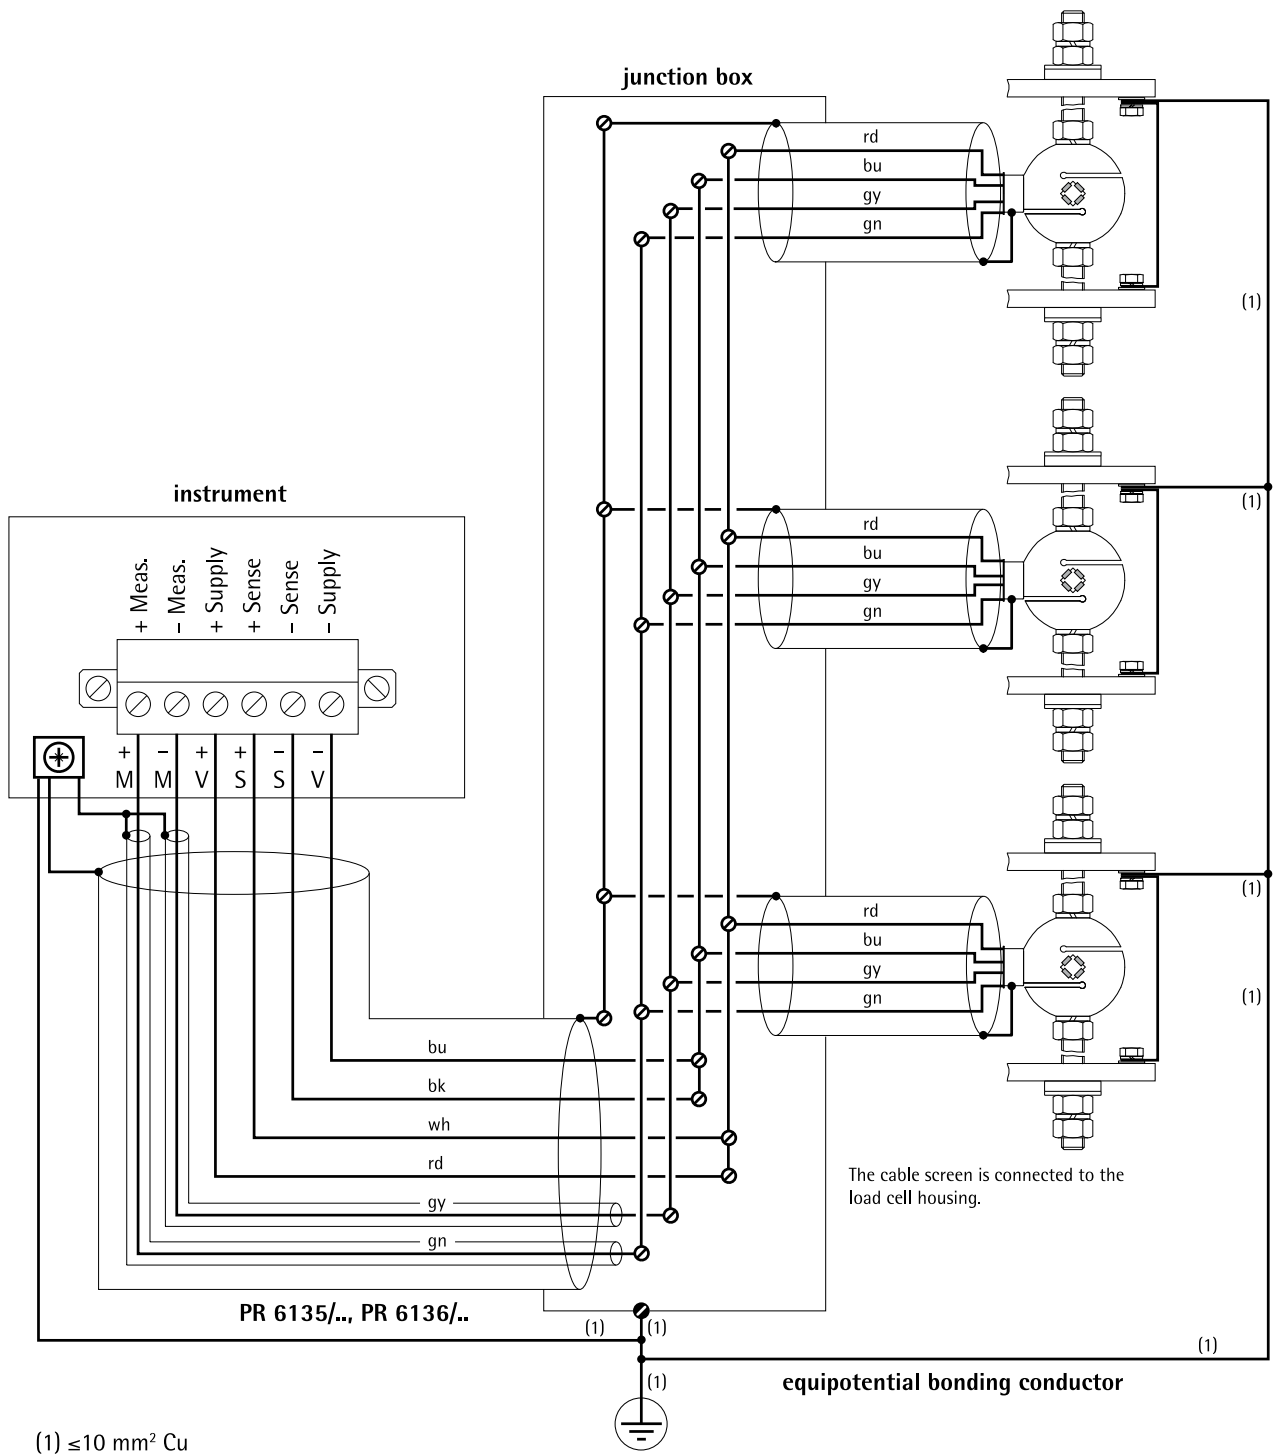 junction box
rd
bu
gy
gn
(1)
instrument
+ Meas.
– Meas.
+ Supply
+ Sense
– Sense
– Supply
(1)
rd
bu
gy
gn
+ – + + – –
M M V S S V
(1)
rd
bu
gy
gn
(1)
bu
bk
wh
rd
gy
gn
The cable screen is connected to the
load cell housing.
PR 6135/.., PR 6136/..
(1) (1)
(1)
(1)
equipotential bonding conductor
(1) ≤10 mm² Cu